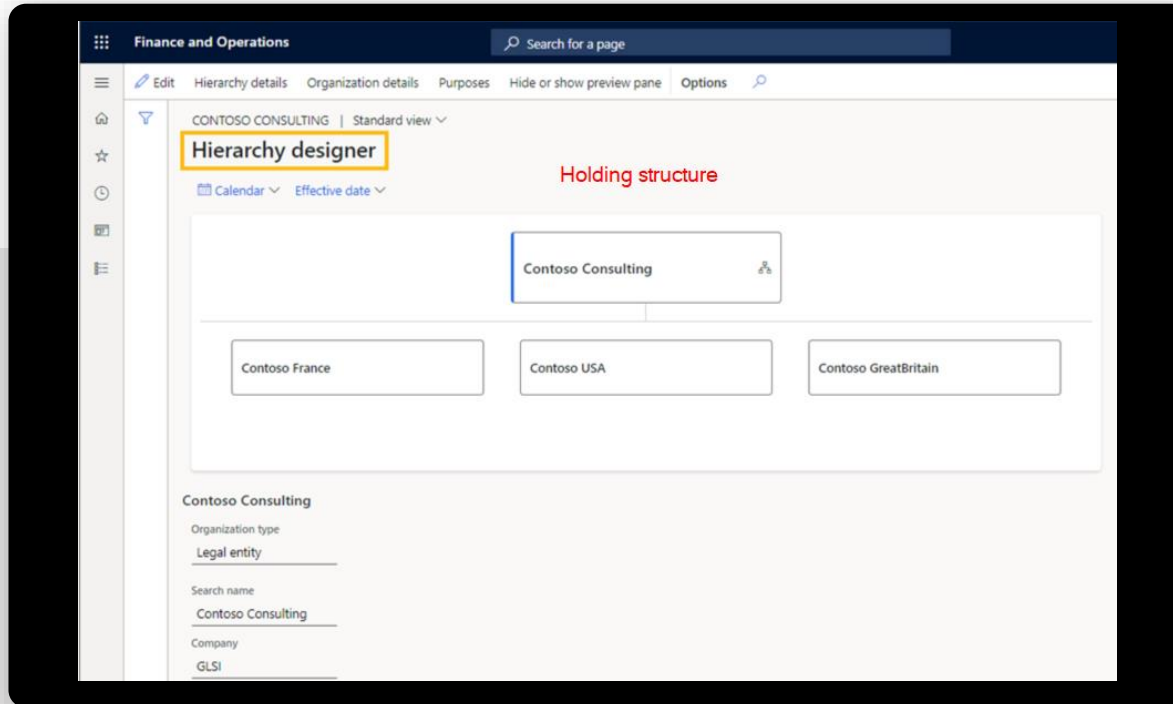 Finance and Operations
Search for a page
Edit Hierarchy details Organization details Purposes Hide or show preview pane Options
CONTOSO CONSULTING | Standard view
Hierarchy designer
Holding structure
Calendar Effective date
Contoso Consulting
Contoso France Contoso USA Contoso GreatBritain
Contoso Consulting
Organization type
Legal entity
Search name
Contoso Consulting
Company
GLSI